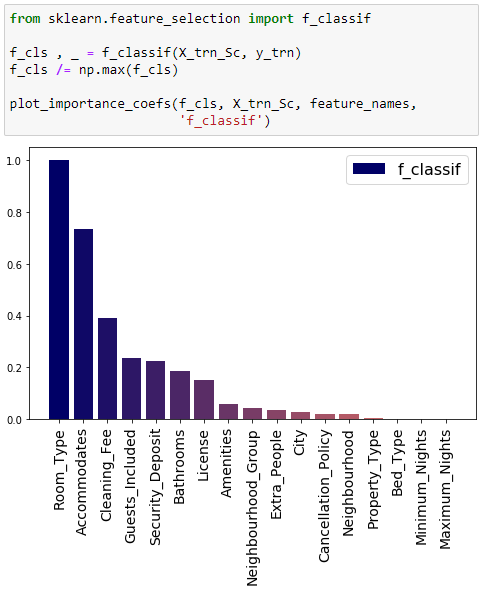 from sklearn.feature_selection import f_classif
f_cls , _ = f_classif(X_trn_Sc, y_trn)
f_cls /= np.max(f_cls)
plot_importance_coefs(f_cls, X_trn_Sc, feature_names,
'f_classif')
f_classif
1.0
0.8
0.6
0.4
0.2
0.0
Room_Type
Accommodates
Cleaning_Fee
Guests_Included
Security_Deposit
Bathrooms
License
Amenities
Neighbourhood_Group
Extra_People
City
Cancellation_Policy
Neighbourhood
Property_Type
Bed_Type
Minimum_Nights
Maximum_Nights